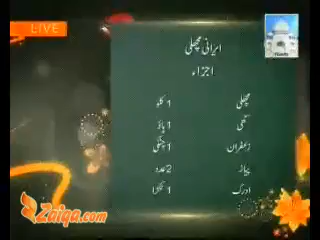 LIVE
ایرانی مچھلی
اجزاء
مچھلی 1 کلو
گھی 1 پاؤ
زعفران 1 چٹکی
پیاز 2 عدد
ادرک 1 ٹکڑا
Zaiqa.com